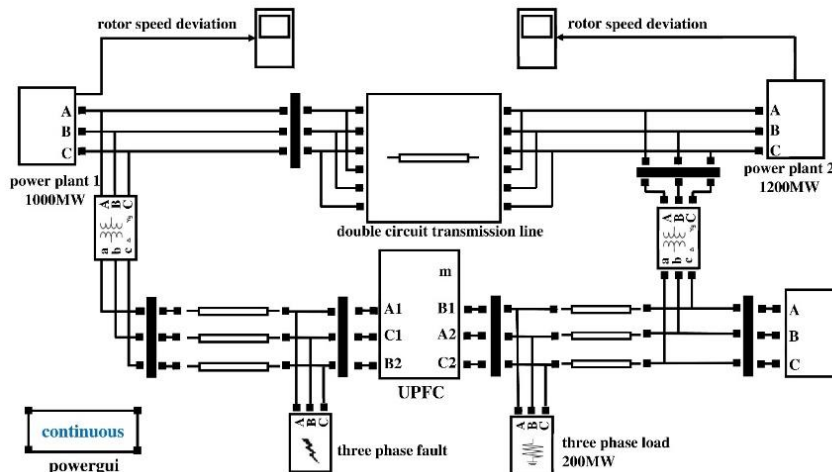 rotor speed deviation
rotor speed deviation
A
B
C
power plant 1
1000MW
A
B
C
power plant 2
1200MW
double circuit transmission line
A B C
a b c
A B C
a b c
m
A1
C1
B2
B1
A2
C2
UPFC
A
B
C
A B C
three phase fault
A B C
three phase load
200MW
continuous
powergui